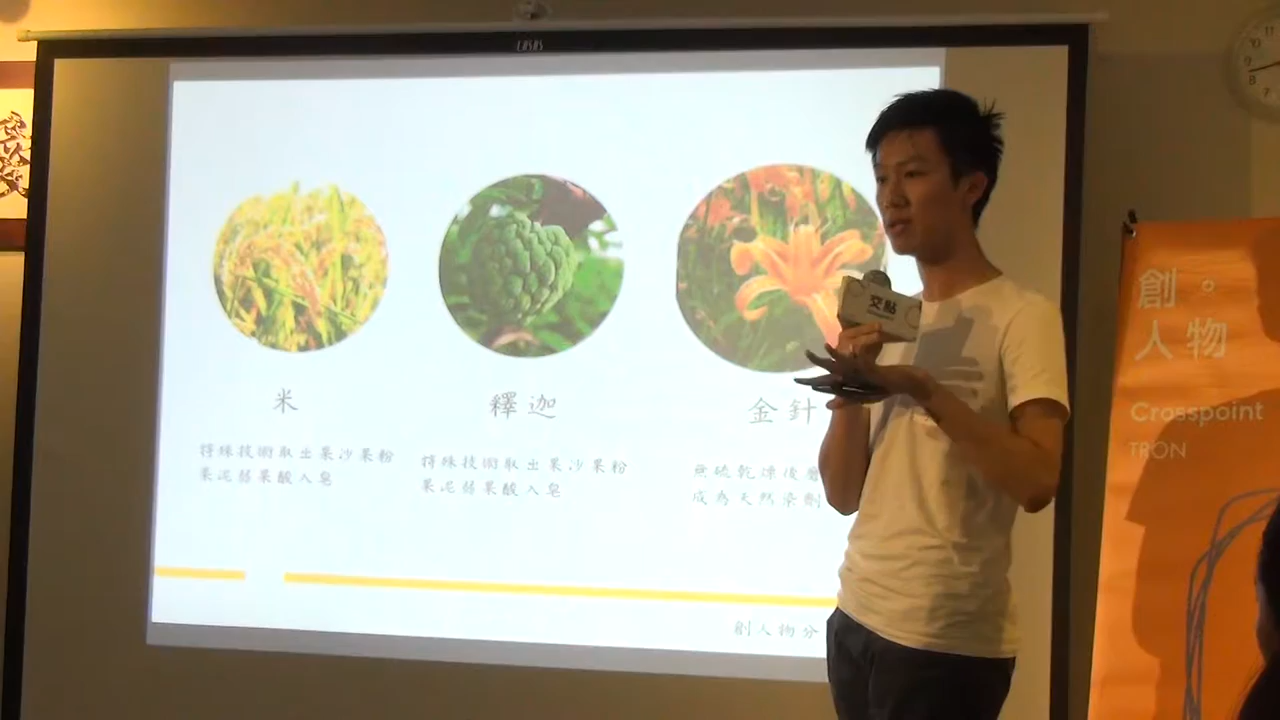 米
特殊技術取出果沙果粉
果泥弱果酸入皂
釋迦
特殊技術取出果沙果粉
果泥弱果酸入皂
金針
無硫乾燥後磨
成為天然染劑
創人物分
交點
創。
人物
Crosspoint
TRON